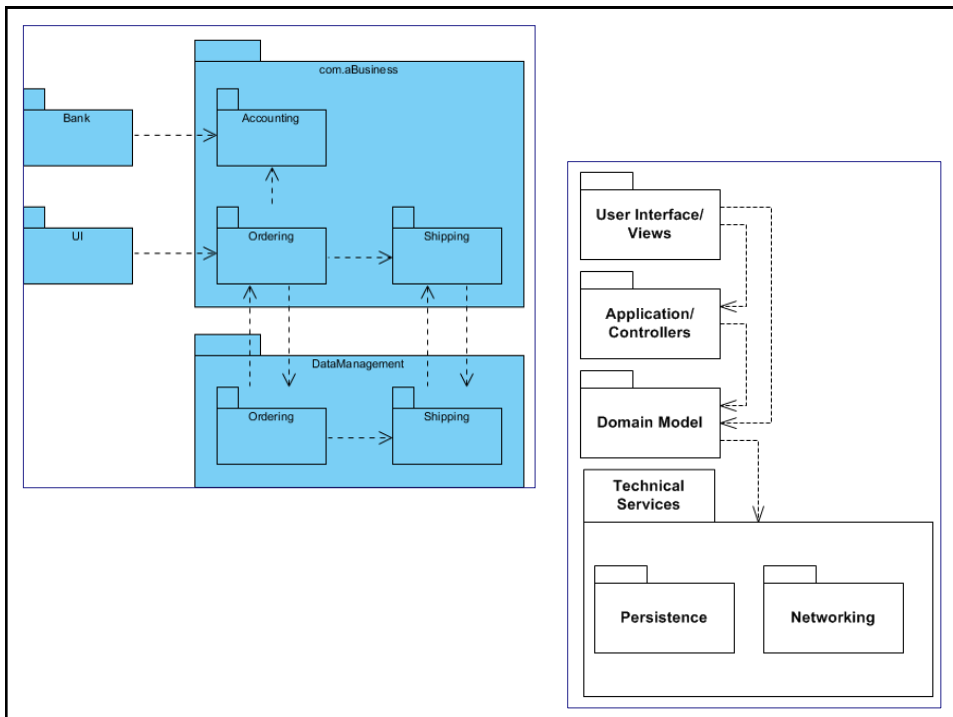 com.aBusiness
Bank
Accounting
UI
Ordering
Shipping
DataManagement
Ordering
Shipping
User Interface/
Views
Application/
Controllers
Domain Model
Technical
Services
Persistence
Networking